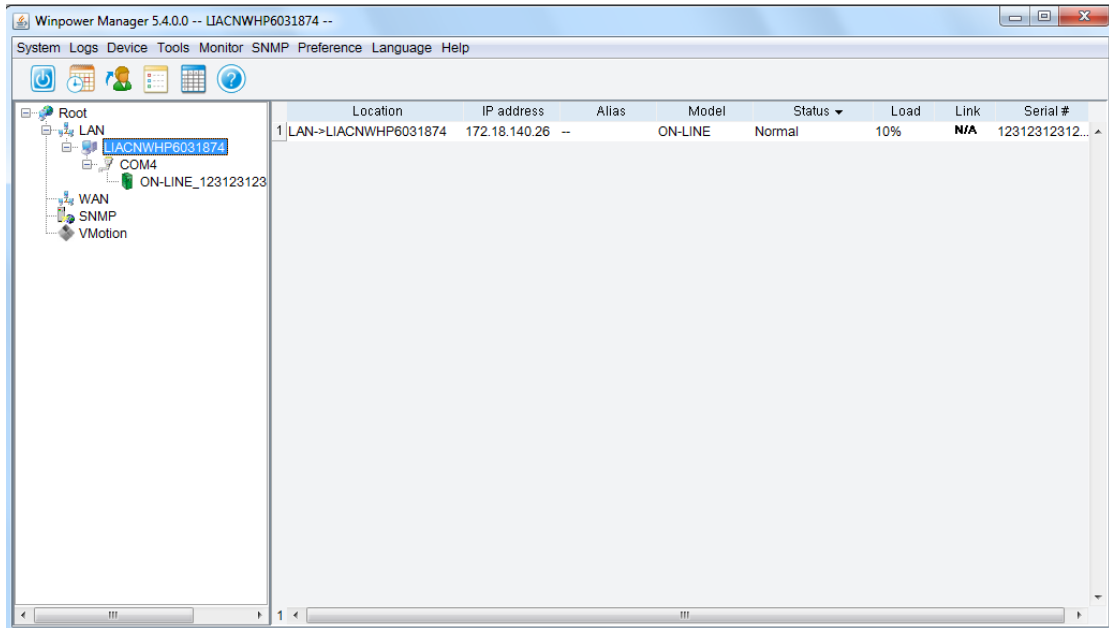 Winpower Manager 5.4.0.0 -- LIACNWHP6031874 --
System Logs Device Tools Monitor SNMP Preference Language Help
Root
LAN
LIACNWHP6031874
COM4
ON-LINE_123123123
WAN
SNMP
VMotion
Location IP address Alias Model Status Load Link Serial #
1 LAN->LIACNWHP6031874 172.18.140.26 -- ON-LINE Normal 10% N/A 12312312312...
1